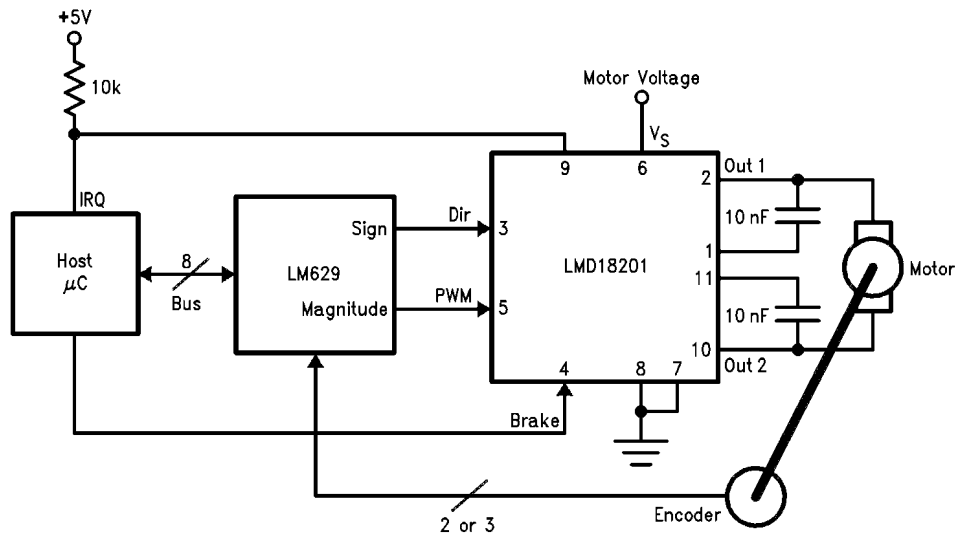 +5V
10k
Motor Voltage
V_S
IRQ
9
6
2
Out 1
10 nF
1
Host
μC
8
Bus
Sign
LM629
Magnitude
Dir
3
PWM
5
LMD18201
11
10 nF
10
Out 2
Motor
4
8
7
Brake
2 or 3
Encoder